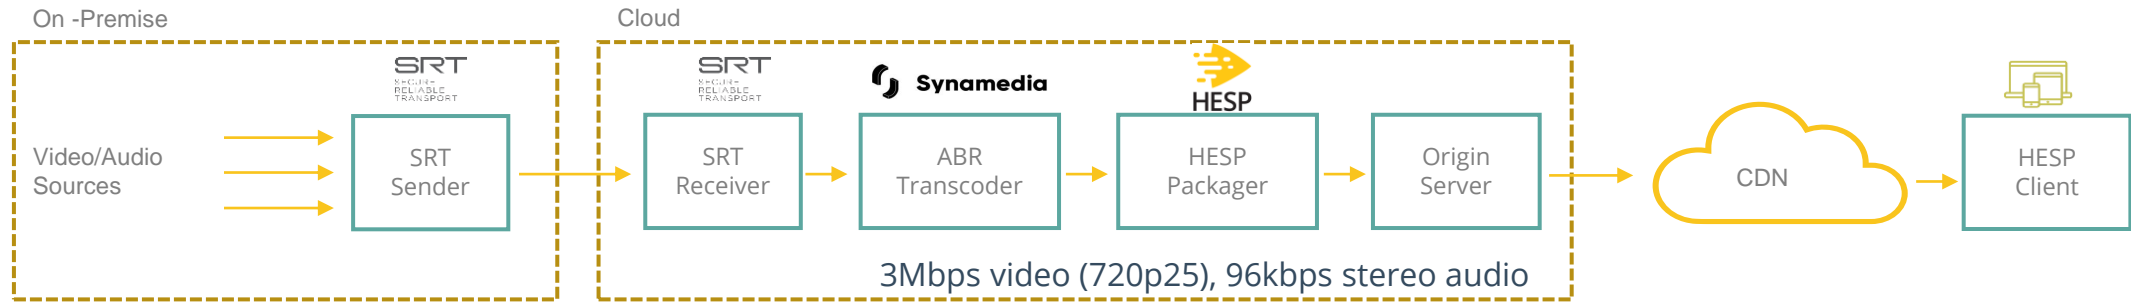 On -Premise
Cloud
SRT
SECURE
RELIABLE
TRANSPORT
SRT
SECURE
RELIABLE
TRANSPORT
Synamedia
HESP
Video/Audio
Sources
SRT
Sender
SRT
Receiver
ABR
Transcoder
HESP
Packager
Origin
Server
CDN
HESP
Client
3Mbps video (720p25), 96kbps stereo audio